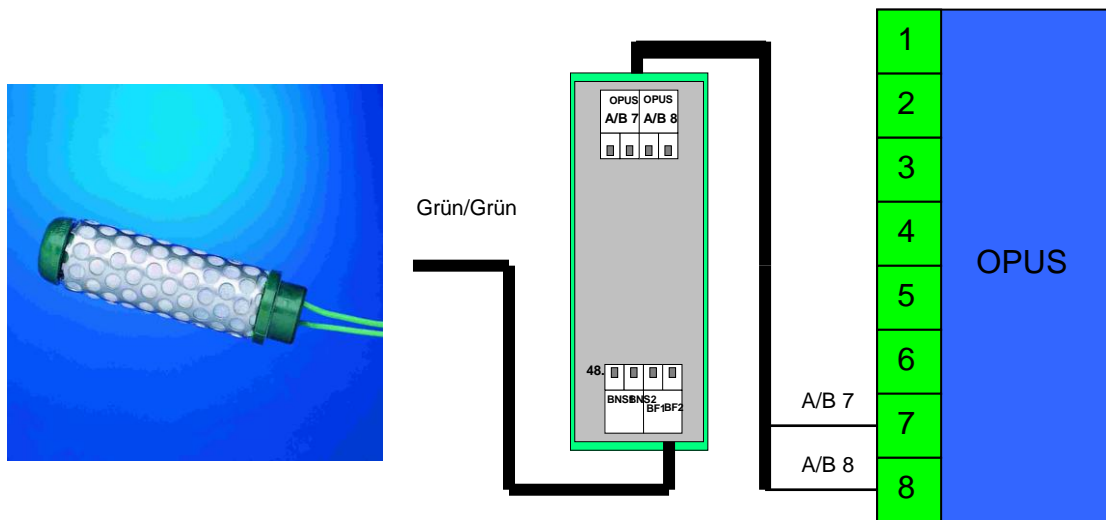 Grün/Grün
OPUS OPUS
A/B 7 A/B 8
48.
BNS1 BNS2 BF1 BF2
A/B 7
A/B 8
1
2
3
4
5
6
7
8
OPUS